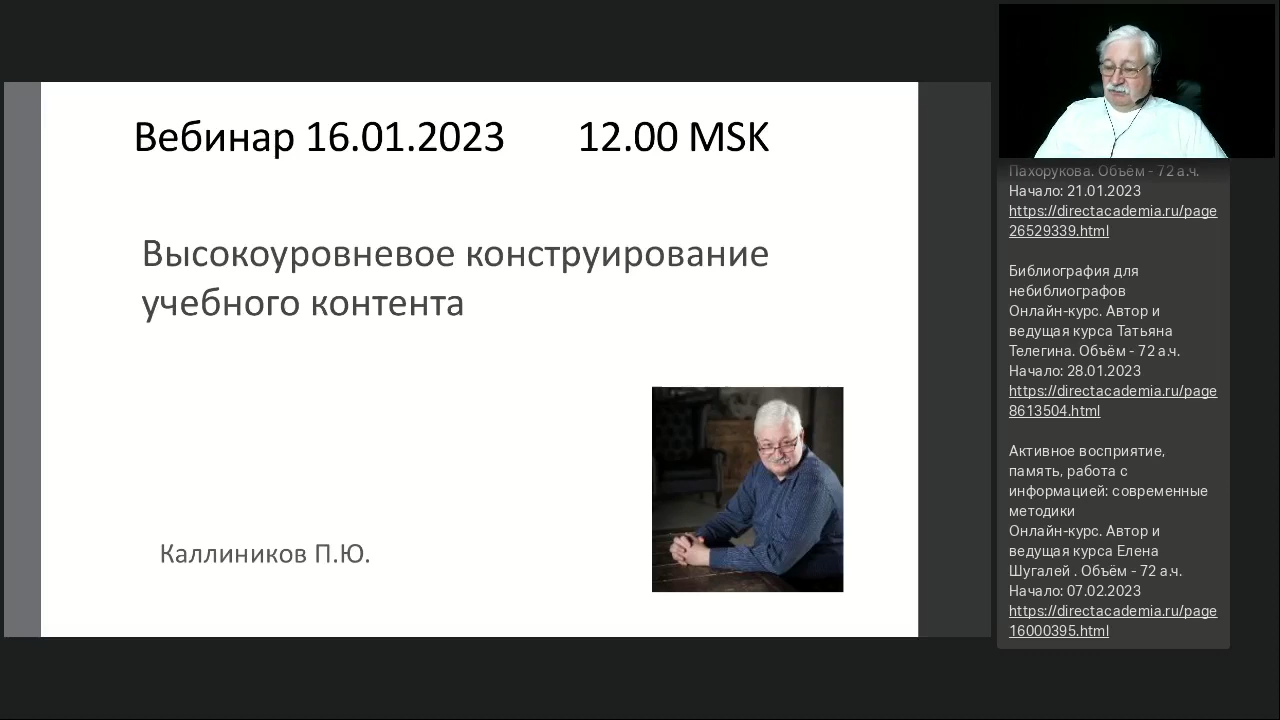 Вебинар 16.01.2023 12.00 MSK
Высокоуровневое конструирование
учебного контента
Каллиников П.Ю.
Пахорукова. Объём - 72 а.ч.
Начало: 21.01.2023
https://directacademia.ru/page
26529339.html
Библиография для
небиблиографов
Онлайн-курс. Автор и
ведущая курса Татьяна
Телегина. Объём - 72 а.ч.
Начало: 28.01.2023
https://directacademia.ru/page
8613504.html
Активное восприятие,
память, работа с
информацией: современные
методики
Онлайн-курс. Автор и
ведущая курса Елена
Шугалей . Объём - 72 а.ч.
Начало: 07.02.2023
https://directacademia.ru/page
16000395.html